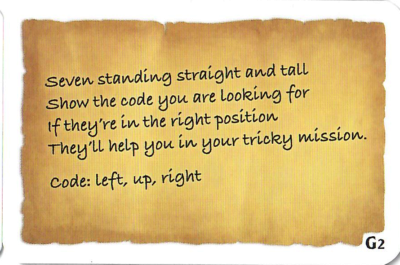 Seven standing straight and tall
Show the code you are looking for
If they're in the right position
They'll help you in your tricky mission.
Code: left, up, right
G2